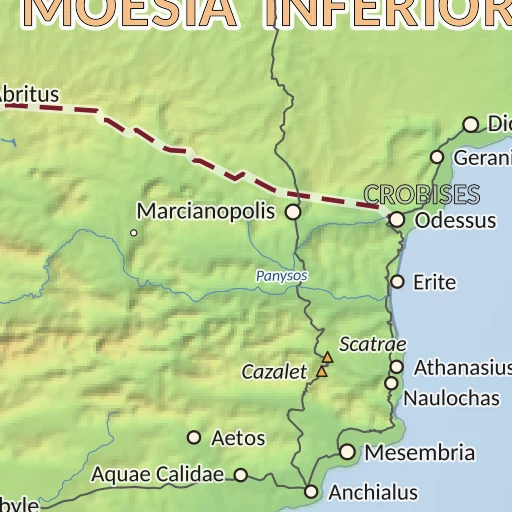 MOESIA INFERIOR
Abritus
Dio
Gerani
CROBISES
Marcianopolis
Odessus
Panysos
Erite
Scatrae
Cazalet
Athanasius
Naulochas
Aetos
Mesembria
Aquae Calidae
Anchialus
byle